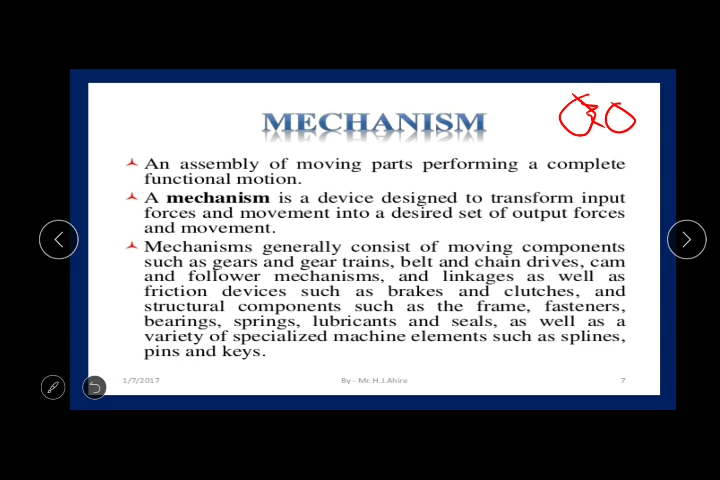 MECHANISM
An assembly of moving parts performing a complete
functional motion.
A mechanism is a device designed to transform input
forces and movement into a desired set of output forces
and movement.
Mechanisms generally consist of moving components
such as gears and gear trains, belt and chain drives, cam
and follower mechanisms, and linkages as well as
friction devices such as brakes and clutches, and
structural components such as the frame, fasteners,
bearings, springs, lubricants and seals, as well as a
variety of specialized machine elements such as splines,
pins and keys.
1/7/2017 By - Mr. H.J.Ahire 7